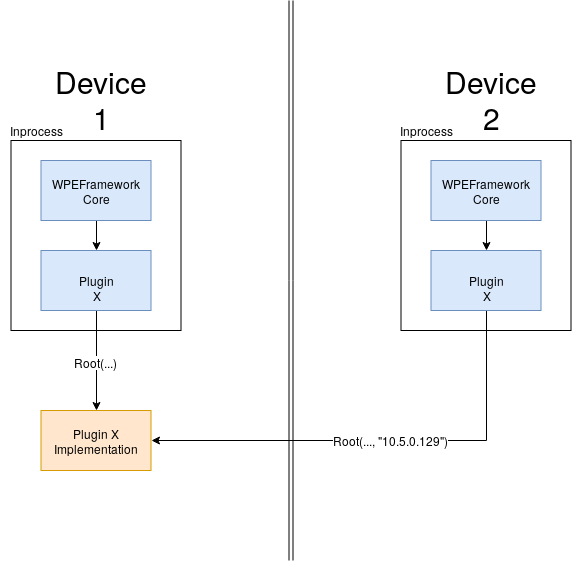 Device
1
Inprocess
WPEFramework
Core
Plugin
X
Root(...)
Plugin X
Implementation
Device
2
Inprocess
WPEFramework
Core
Plugin
X
Root(..., "10.5.0.129")